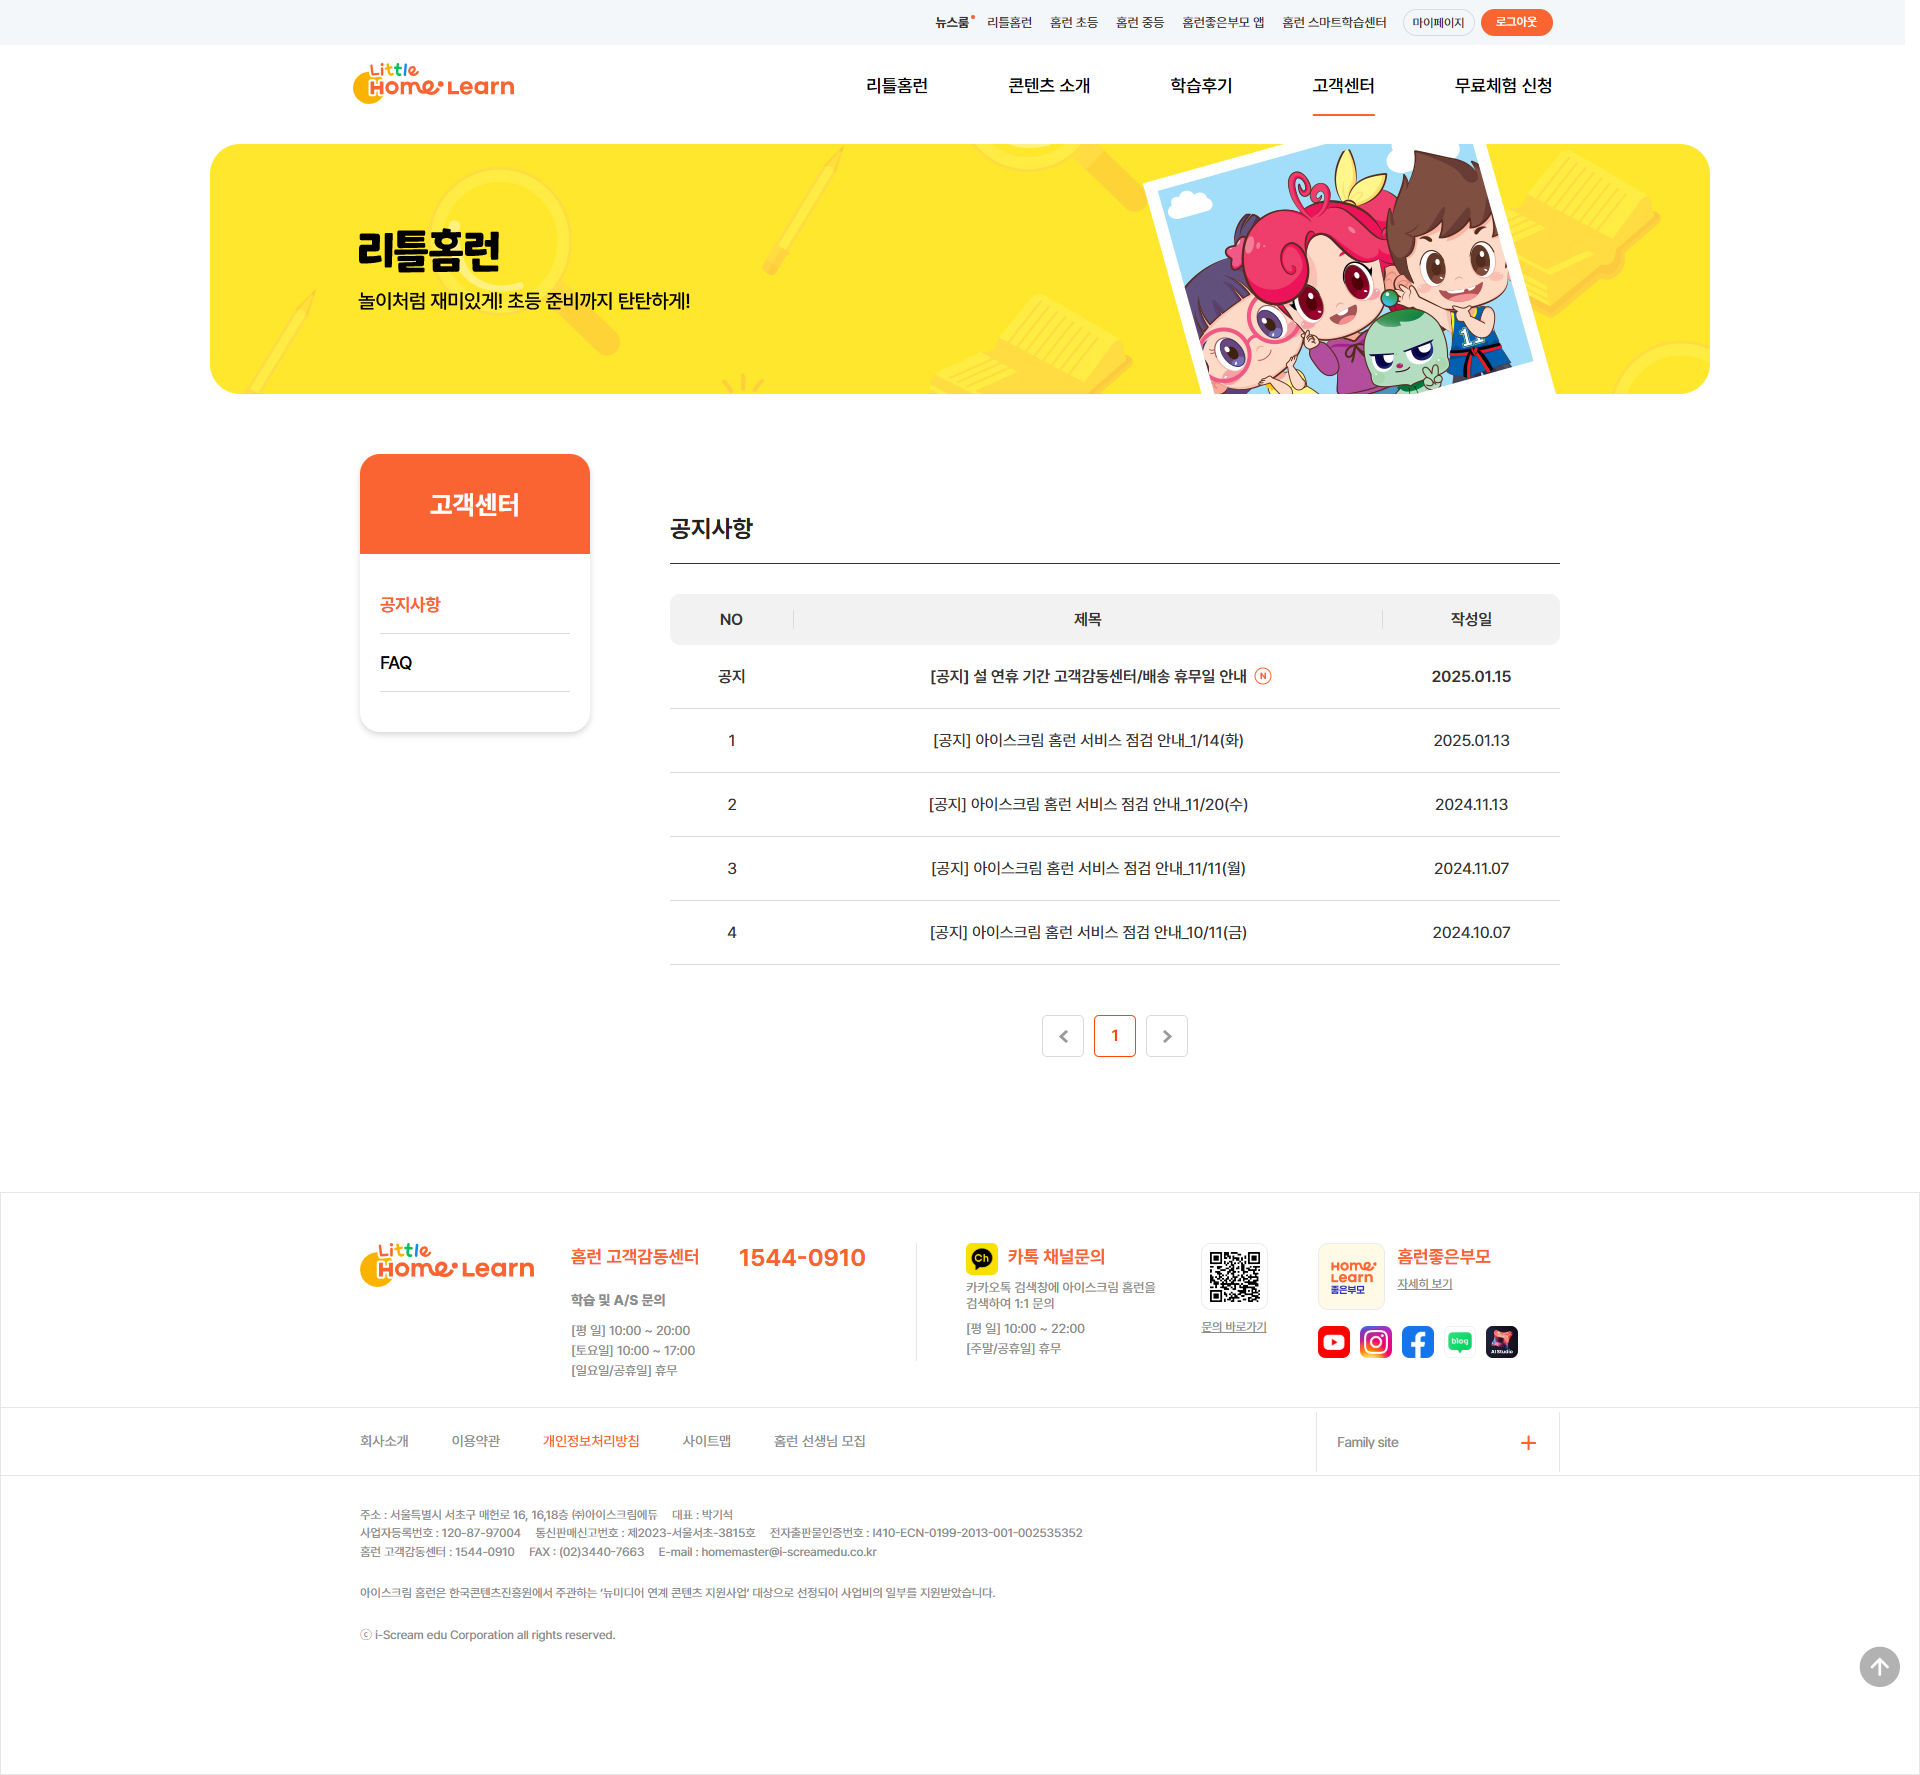 뉴스룸 리틀홈런 홈런 초등 홈런 중등 홈런좋은부모 앱 홈런 스마트학습센터 마이페이지 로그아웃
Little
Home Learn
리틀홈런 콘텐츠 소개 학습후기 고객센터 무료체험 신청
리틀홈런
놀이처럼 재미있게! 초등 준비까지 탄탄하게!
11
고객센터
공지사항
FAQ
공지사항
NO 제목 작성일
공지 [공지] 설 연휴 기간 고객감동센터/배송 휴무일 안내 N 2025.01.15
1 [공지] 아이스크림 홈런 서비스 점검 안내_1/14(화) 2025.01.13
2 [공지] 아이스크림 홈런 서비스 점검 안내_11/20(수) 2024.11.13
3 [공지] 아이스크림 홈런 서비스 점검 안내_11/11(월) 2024.11.07
4 [공지] 아이스크림 홈런 서비스 점검 안내_10/11(금) 2024.10.07
1
Little
Home Learn
홈런 고객감동센터 1544-0910
학습 및 A/S 문의
[평 일] 10:00 ~ 20:00
[토요일] 10:00 ~ 17:00
[일요일/공휴일] 휴무
Ch 카톡 채널문의
카카오톡 검색창에 아이스크림 홈런을
검색하여 1:1 문의
[평 일] 10:00 ~ 22:00
[주말/공휴일] 휴무
문의 바로가기
Home
Learn
좋은부모
홈런좋은부모
자세히 보기
blog
AI Studio
회사소개 이용약관 개인정보처리방침 사이트맵 홈런 선생님 모집
Family site
주소 : 서울특별시 서초구 매헌로 16, 16,18층 ㈜아이스크림에듀 대표 : 박기석
사업자등록번호 : 120-87-97004 통신판매신고번호 : 제2023-서울서초-3815호 전자출판물인증번호 : I410-ECN-0199-2013-001-002535352
홈런 고객감동센터 : 1544-0910 FAX : (02)3440-7663 E-mail : homemaster@i-screamedu.co.kr
아이스크림 홈런은 한국콘텐츠진흥원에서 주관하는 ‘뉴미디어 연계 콘텐츠 지원사업’ 대상으로 선정되어 사업비의 일부를 지원받았습니다.
ⓒ i-Scream edu Corporation all rights reserved.